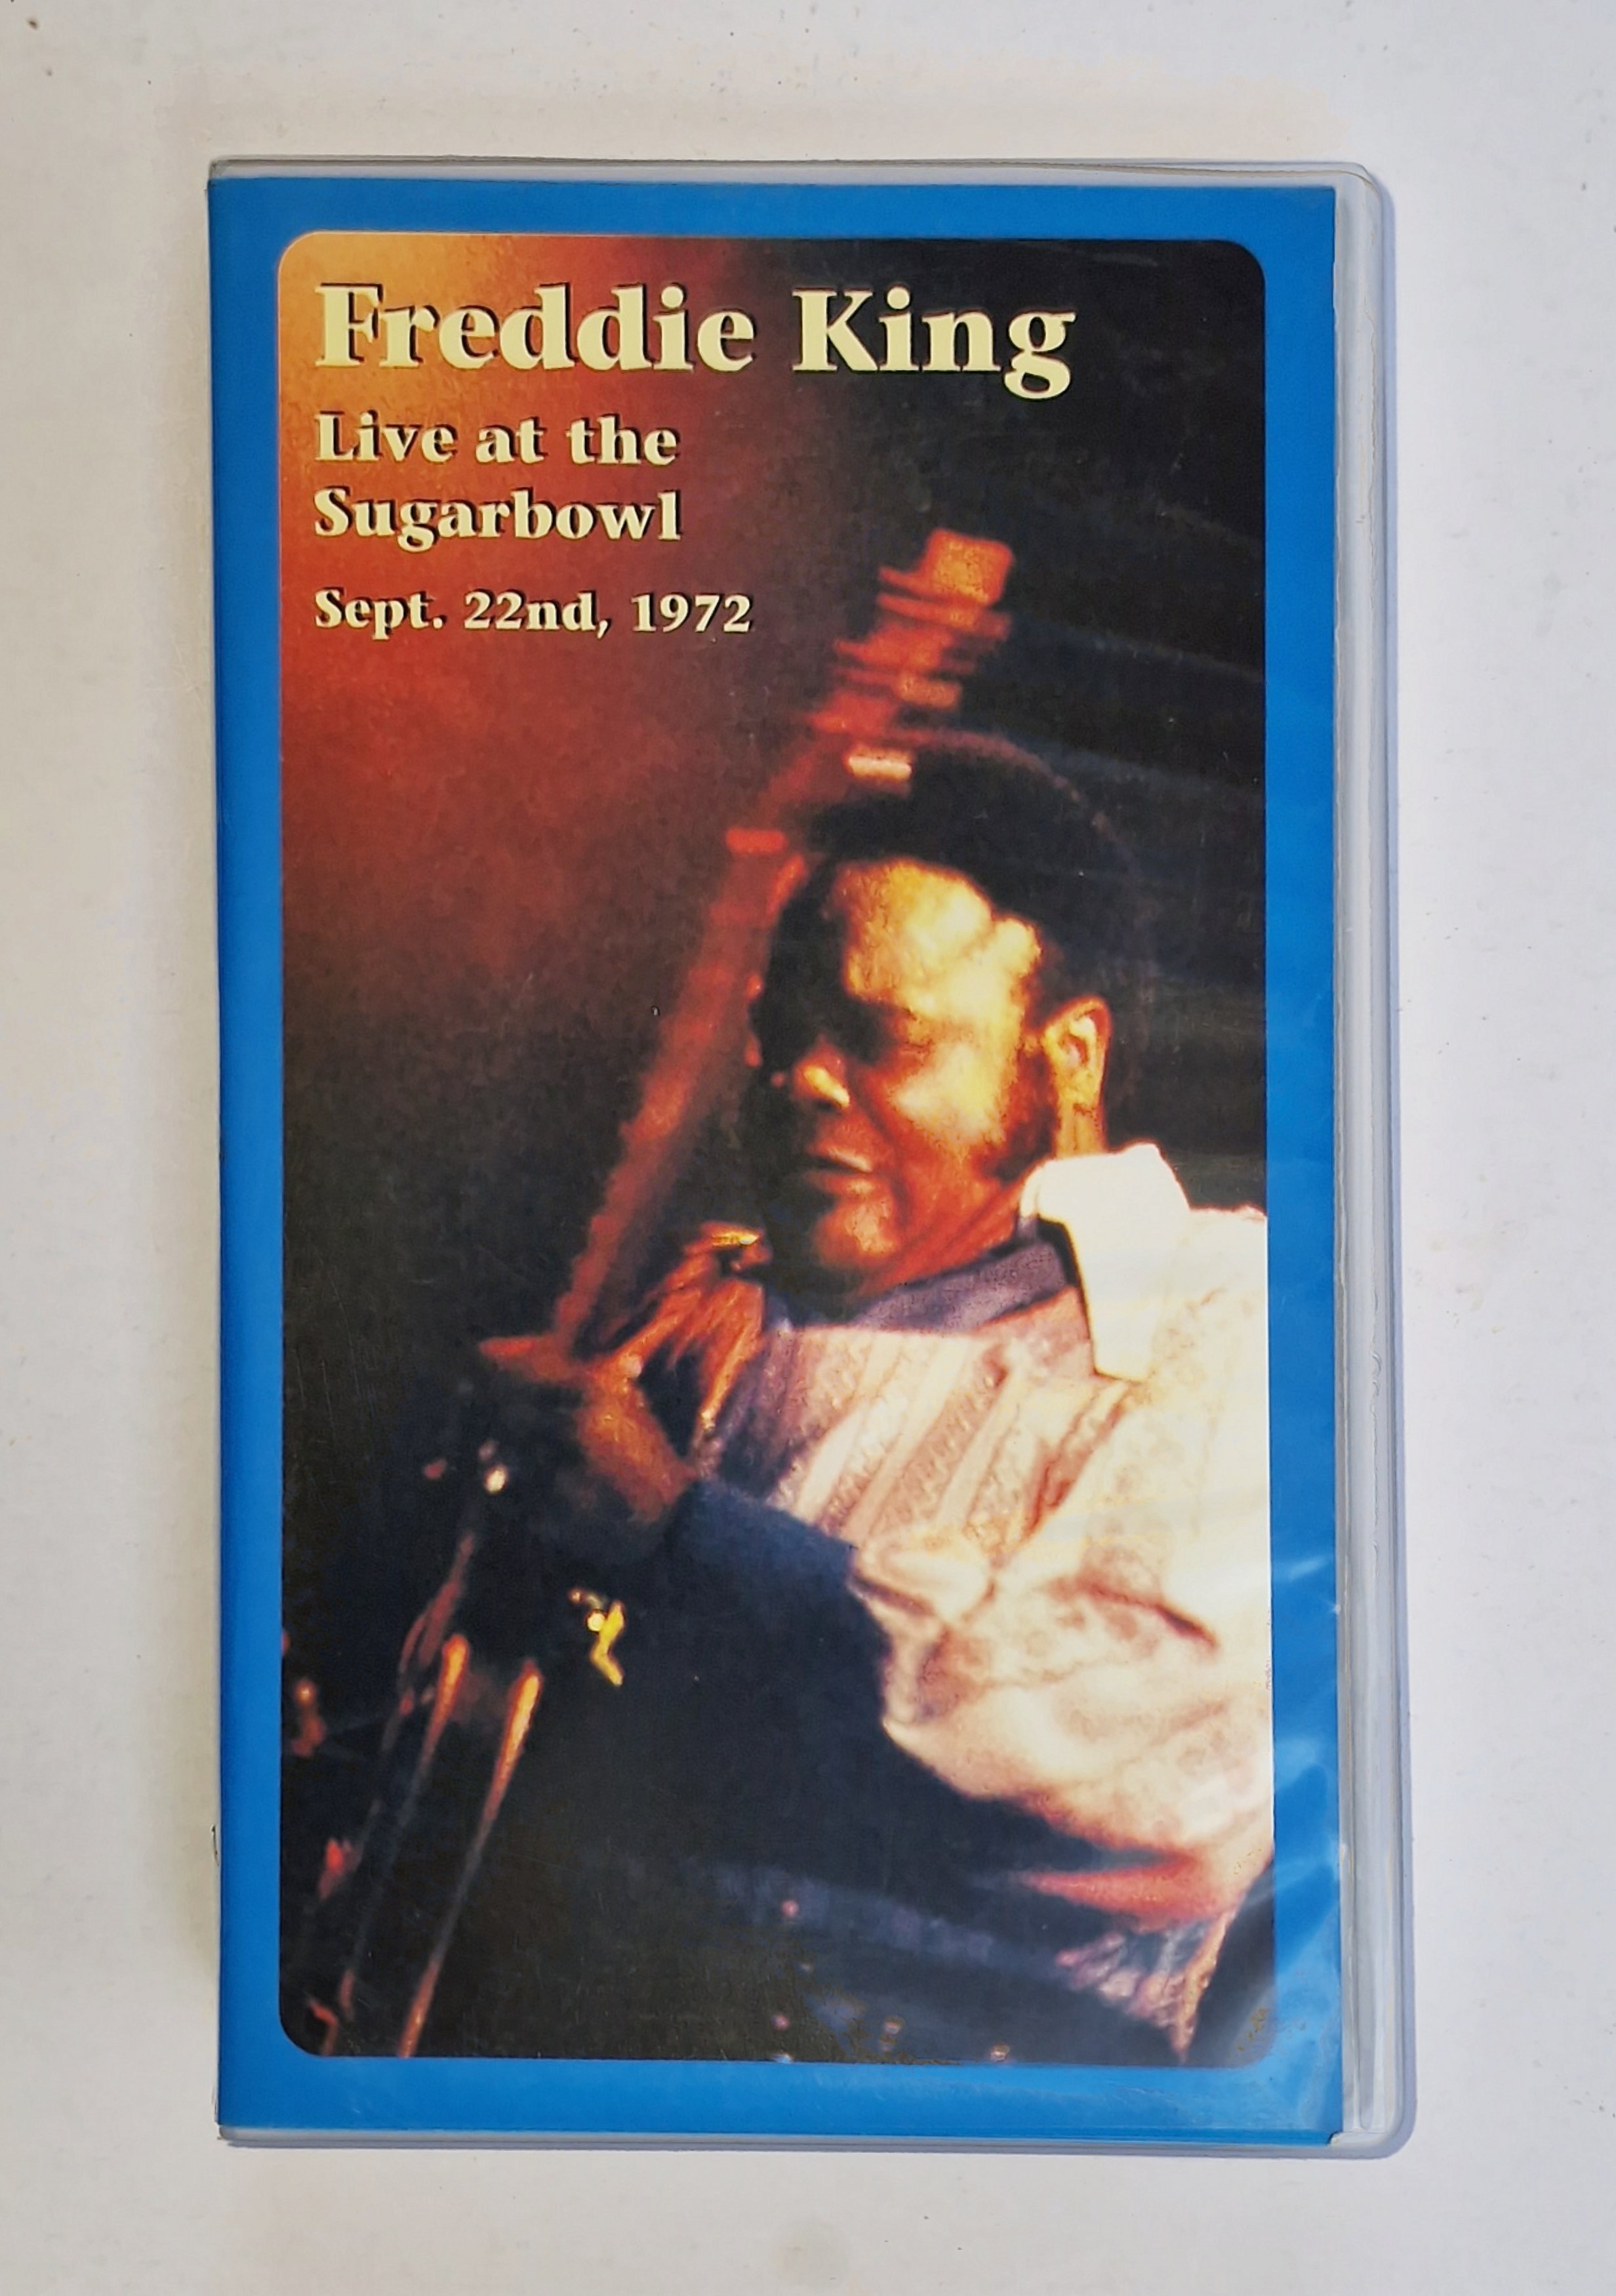 Freddie King
Live at the
Sugarbowl
Sept. 22nd, 1972